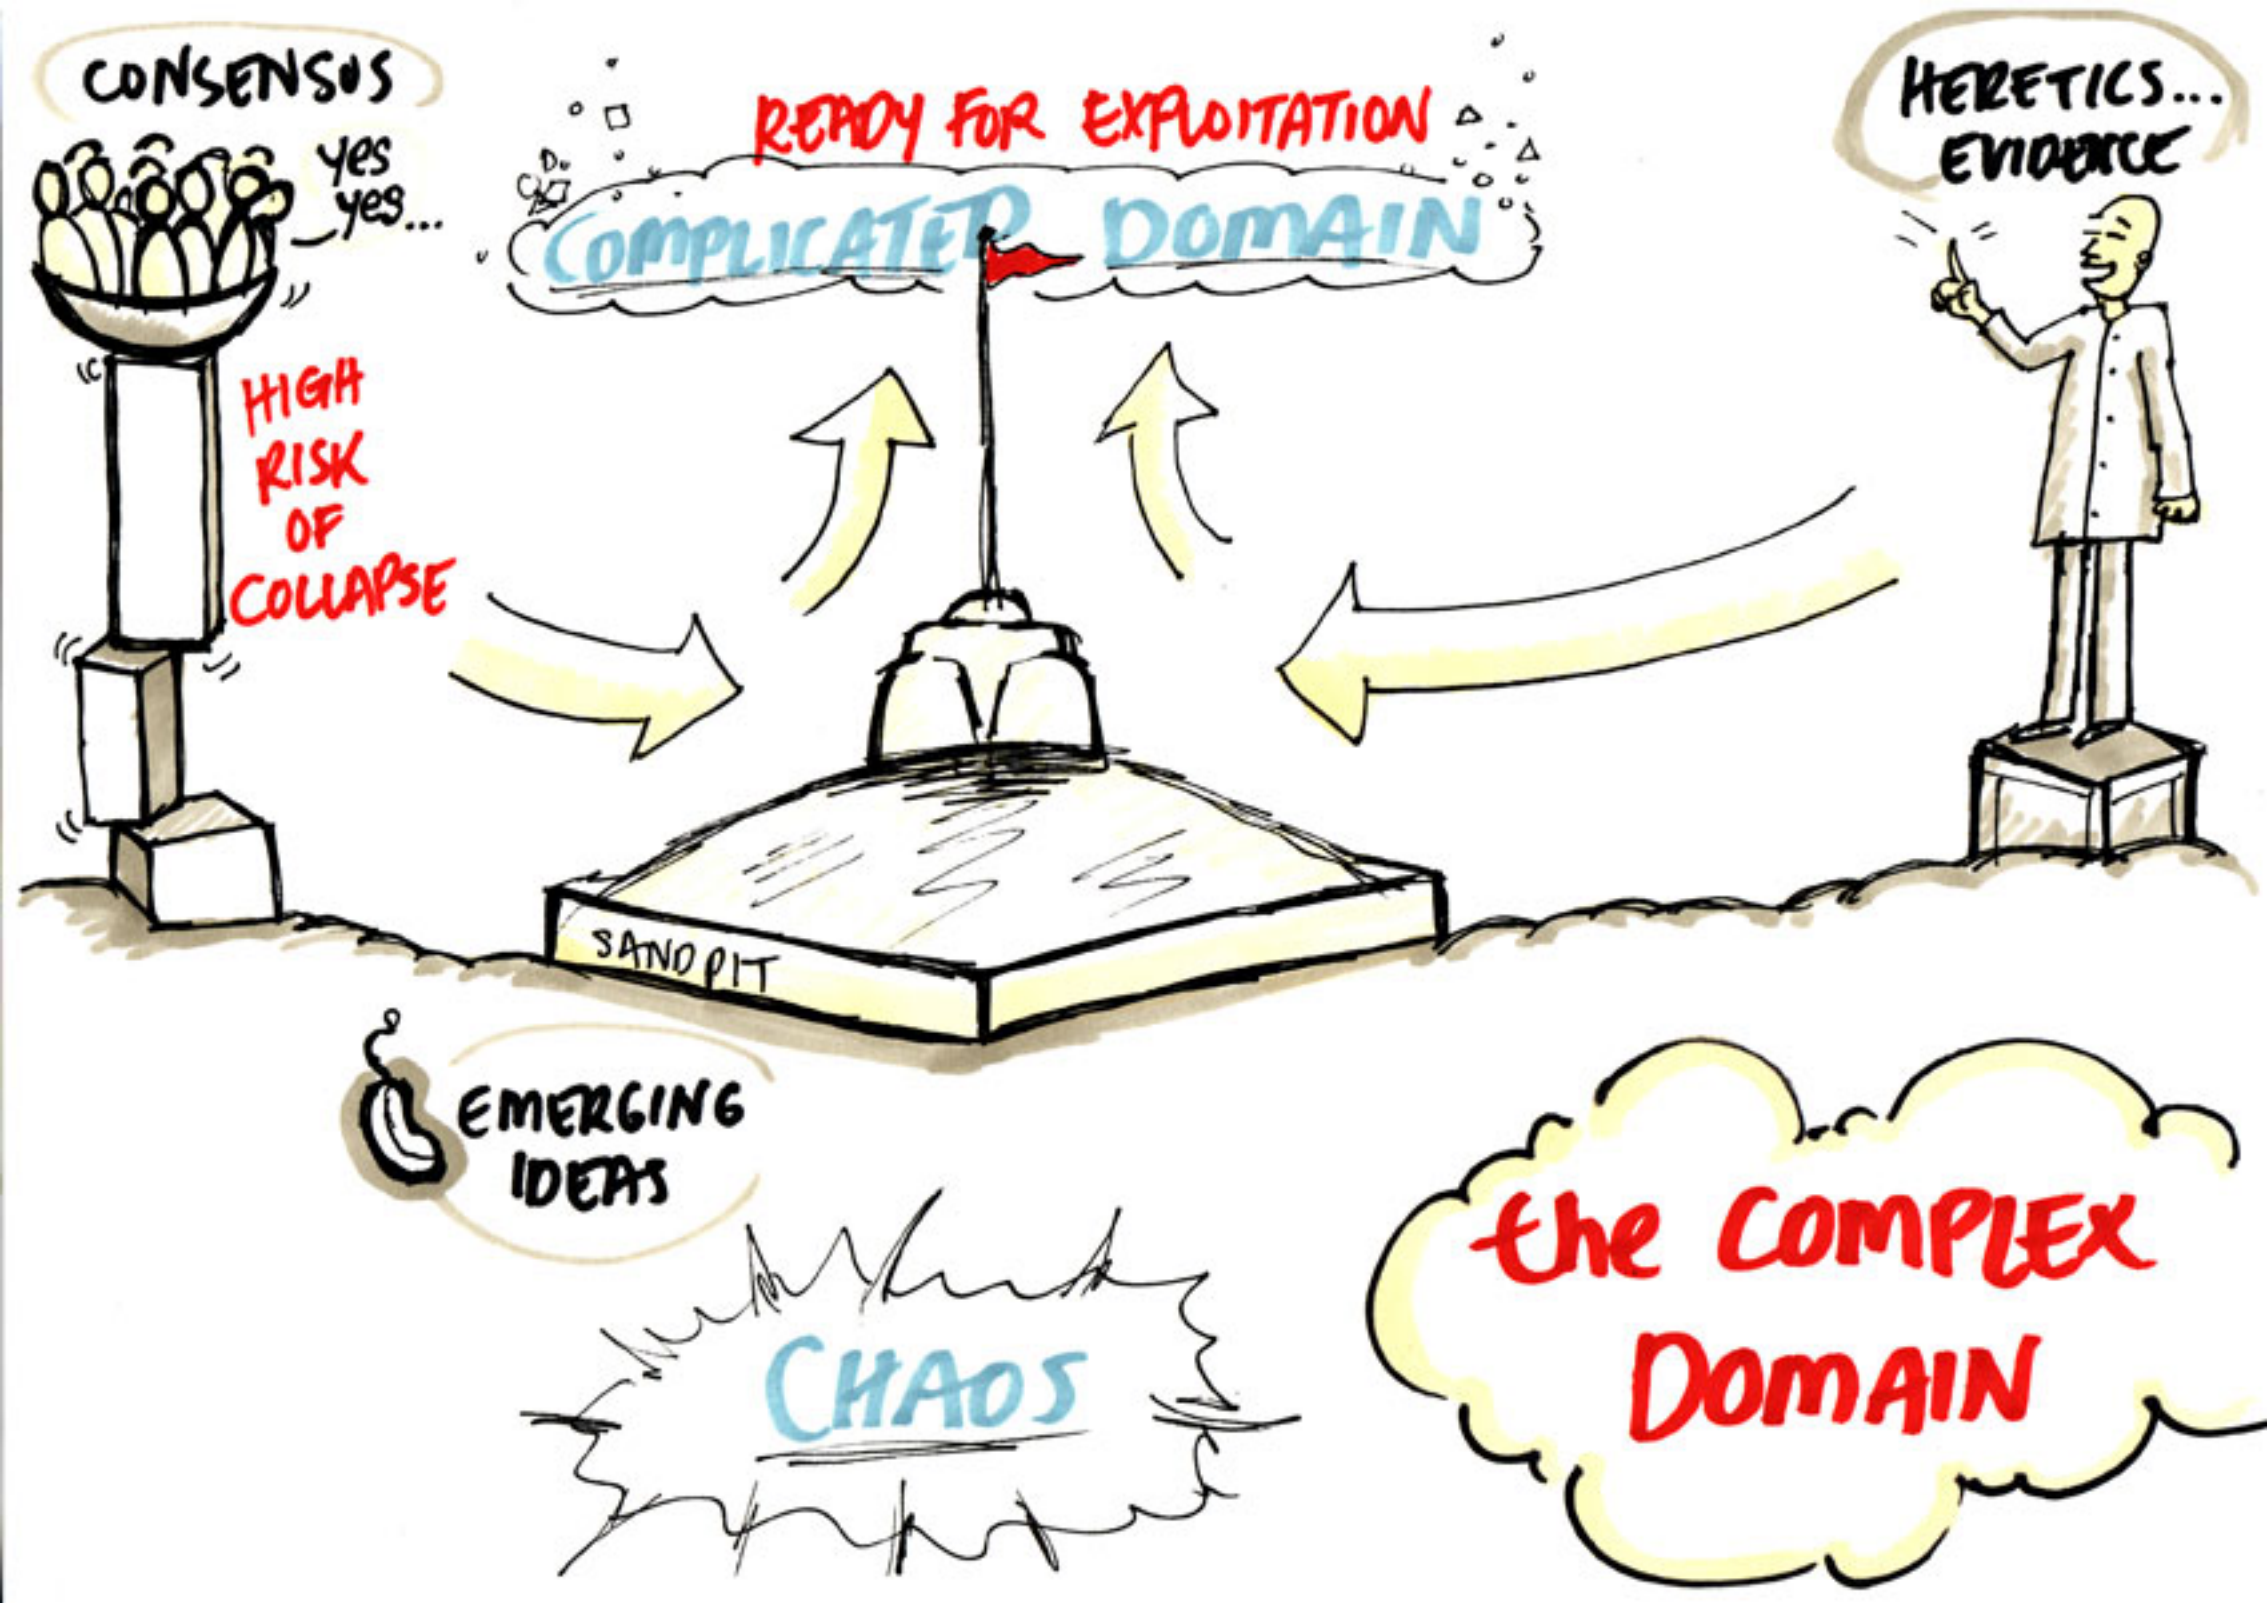 CONSENSUS
yes
yes...
HIGH
RISK
OF
COLLAPSE
READY FOR EXPLOITATION
COMPLICATED DOMAIN
HERETICS...
EVIDENCE
SANDPIT
EMERGING
IDEAS
CHAOS
the COMPLEX
DOMAIN